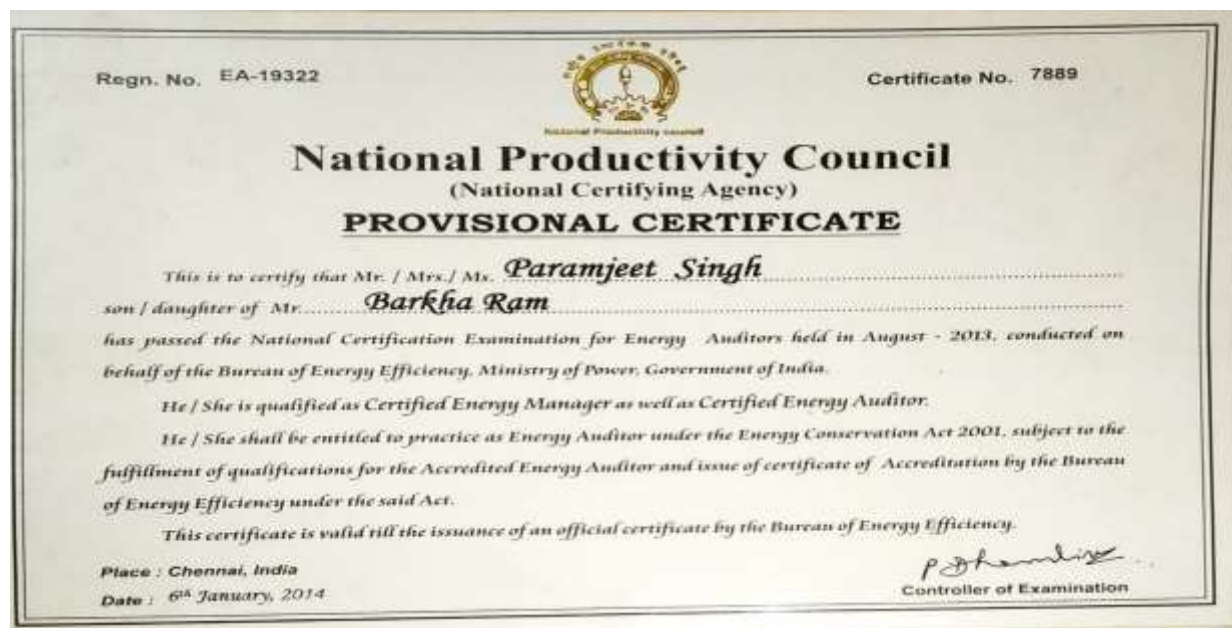 Regn. No. EA-19322
Certificate No. 7889
National Productivity council
National Productivity Council
(National Certifying Agency)
PROVISIONAL CERTIFICATE
This is to certify that Mr. / Mrs./ Ms. Paramjeet Singh
son / daughter of Mr. Barkha Ram
has passed the National Certification Examination for Energy Auditors held in August - 2013, conducted on
behalf of the Bureau of Energy Efficiency, Ministry of Power, Government of India.
He / She is qualified as Certified Energy Manager as well as Certified Energy Auditor.
He / She shall be entitled to practice as Energy Auditor under the Energy Conservation Act 2001, subject to the
fulfillment of qualifications for the Accredited Energy Auditor and issue of certificate of Accreditation by the Bureau
of Energy Efficiency under the said Act.
This certificate is valid till the issuance of an official certificate by the Bureau of Energy Efficiency.
Place : Chennai, India
Date : 6th January, 2014
Controller of Examination